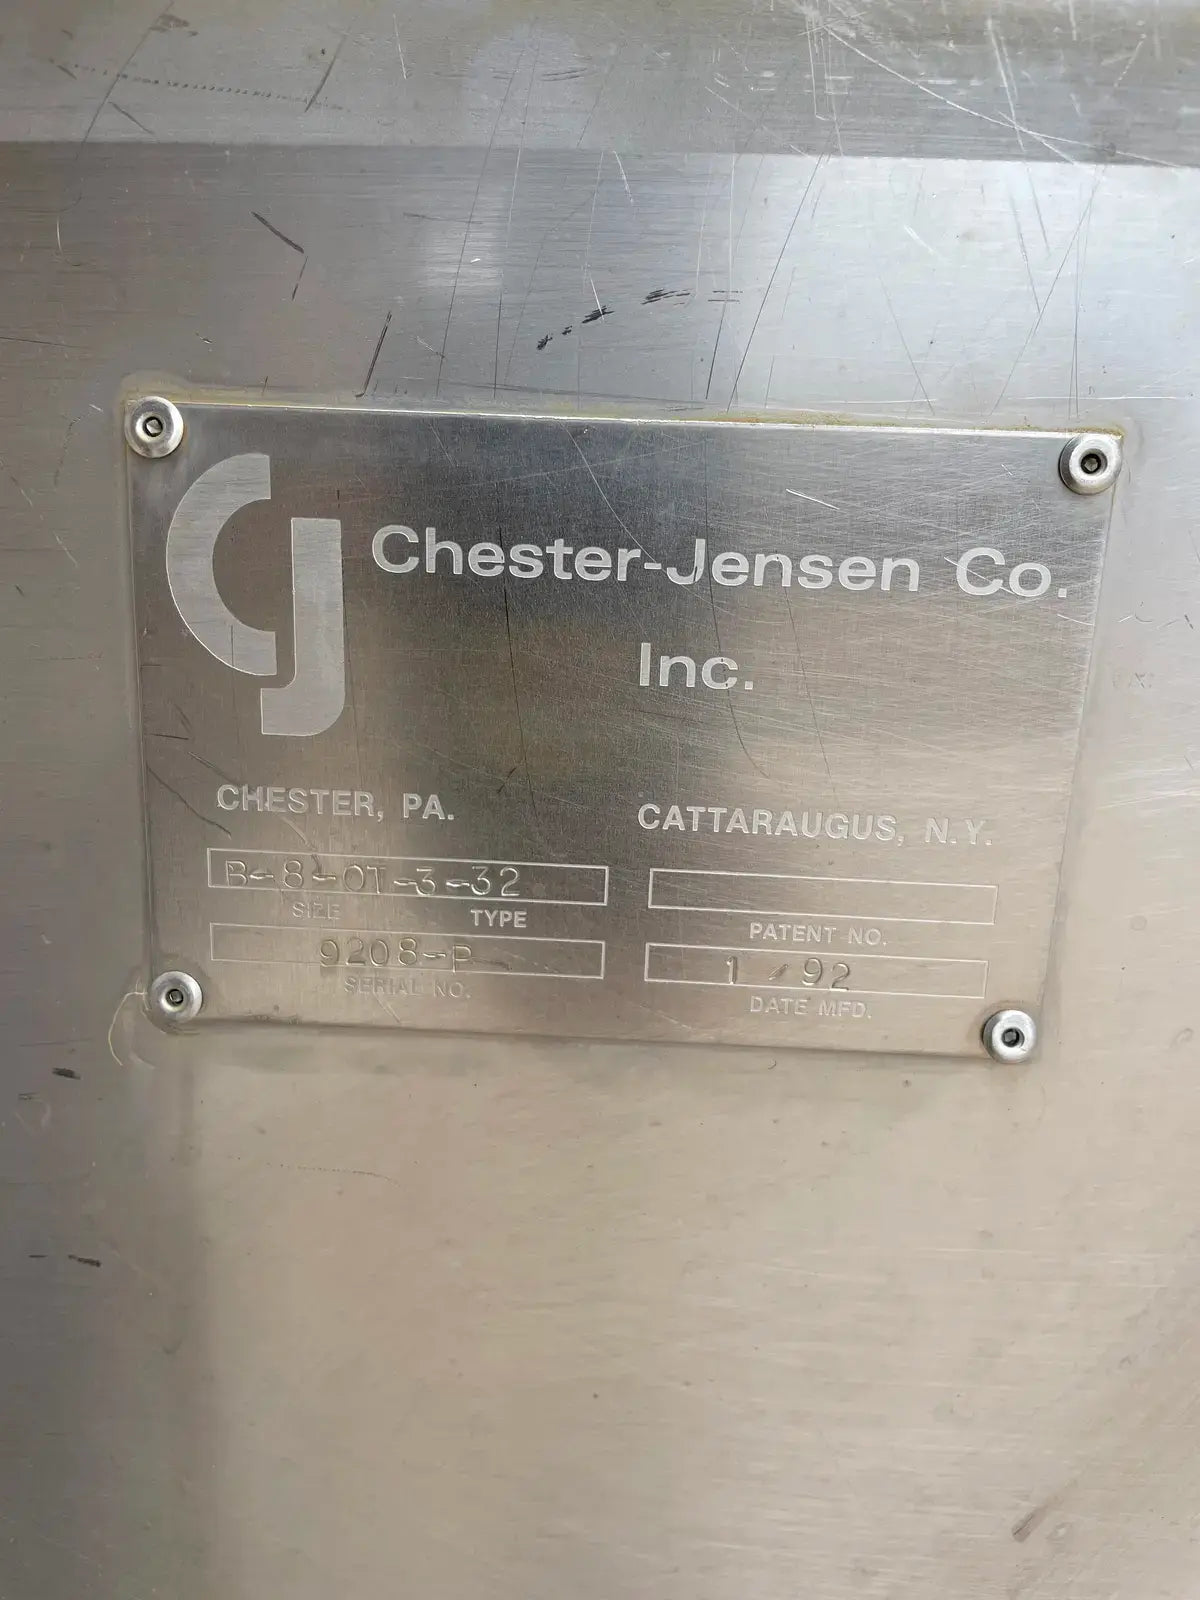 CJ
Chester-Jensen Co.
Inc.
CHESTER, PA.
CATTARAUGUS, N.Y.
B-8-OT-3-32
SIZE TYPE
PATENT NO.
9208-P
SERIAL NO.
1 / 92
DATE MFD.